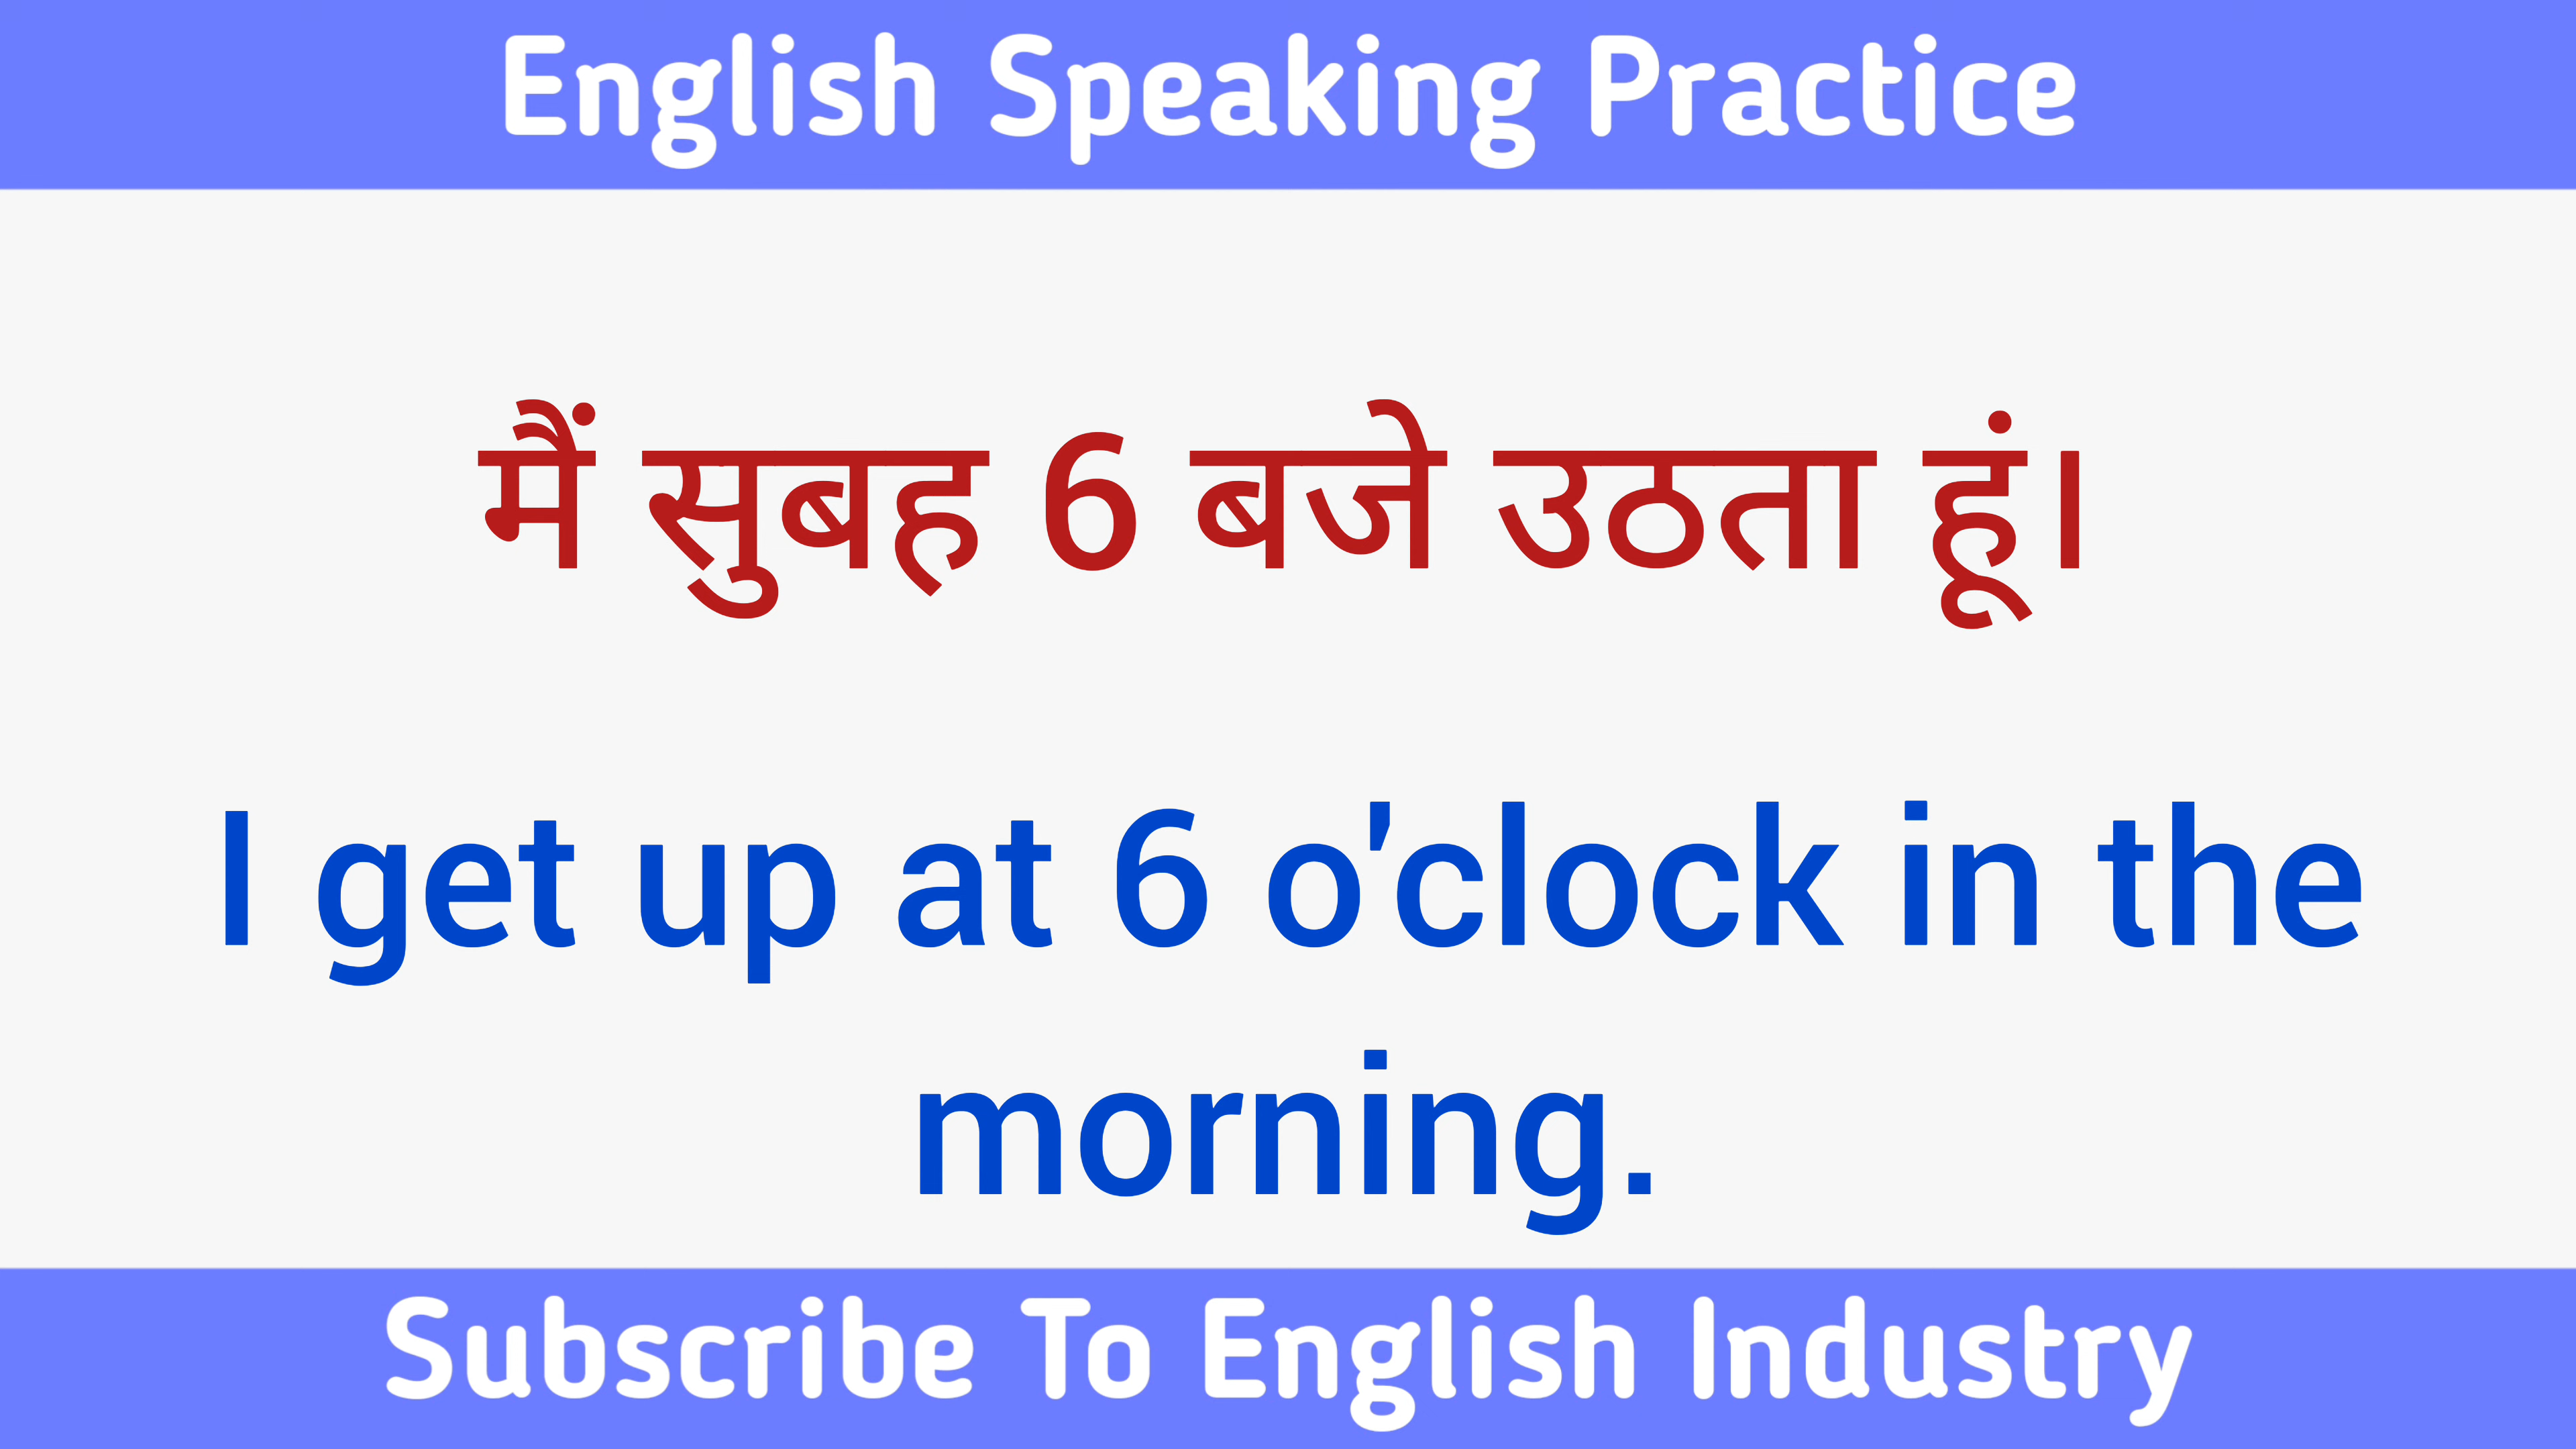 English Speaking Practice
मैं सुबह 6 बजे उठता हूं।
I get up at 6 o'clock in the
morning.
Subscribe To English Industry